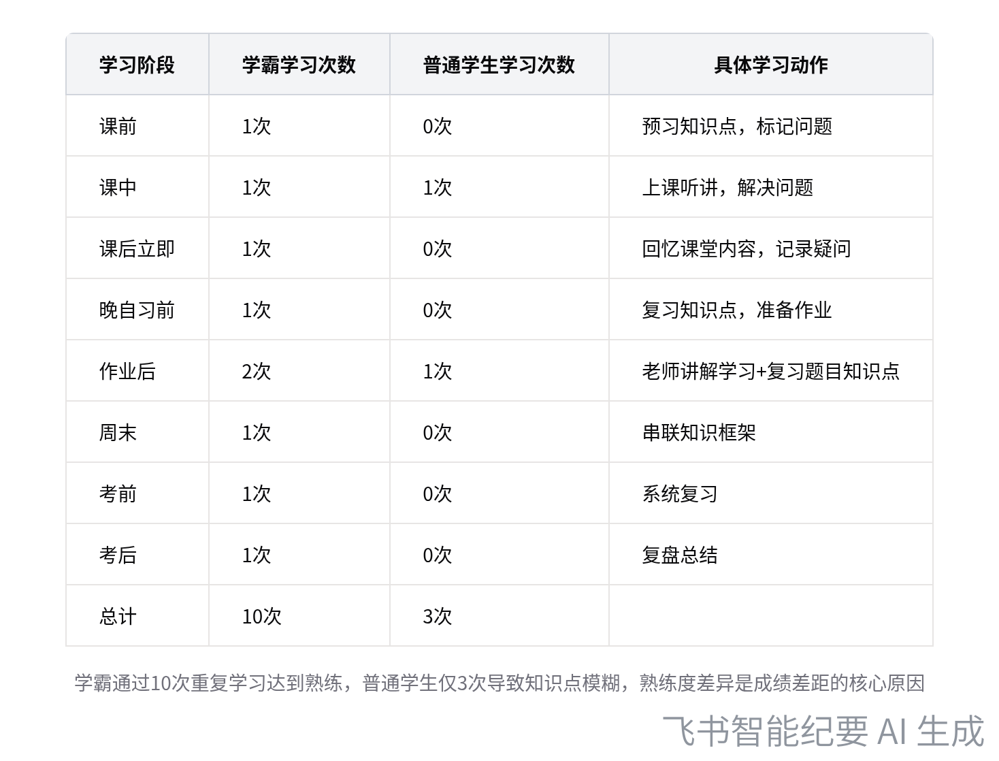 学习阶段 学霸学习次数 普通学生学习次数 具体学习动作
课前 1次 0次 预习知识点，标记问题
课中 1次 1次 上课听讲，解决问题
课后立即 1次 0次 回忆课堂内容，记录疑问
晚自习前 1次 0次 复习知识点，准备作业
作业后 2次 1次 老师讲解学习+复习题目知识点
周末 1次 0次 串联知识框架
考前 1次 0次 系统复习
考后 1次 0次 复盘总结
总计 10次 3次
学霸通过10次重复学习达到熟练，普通学生仅3次导致知识点模糊，熟练度差异是成绩差距的核心原因
飞书智能纪要 AI 生成